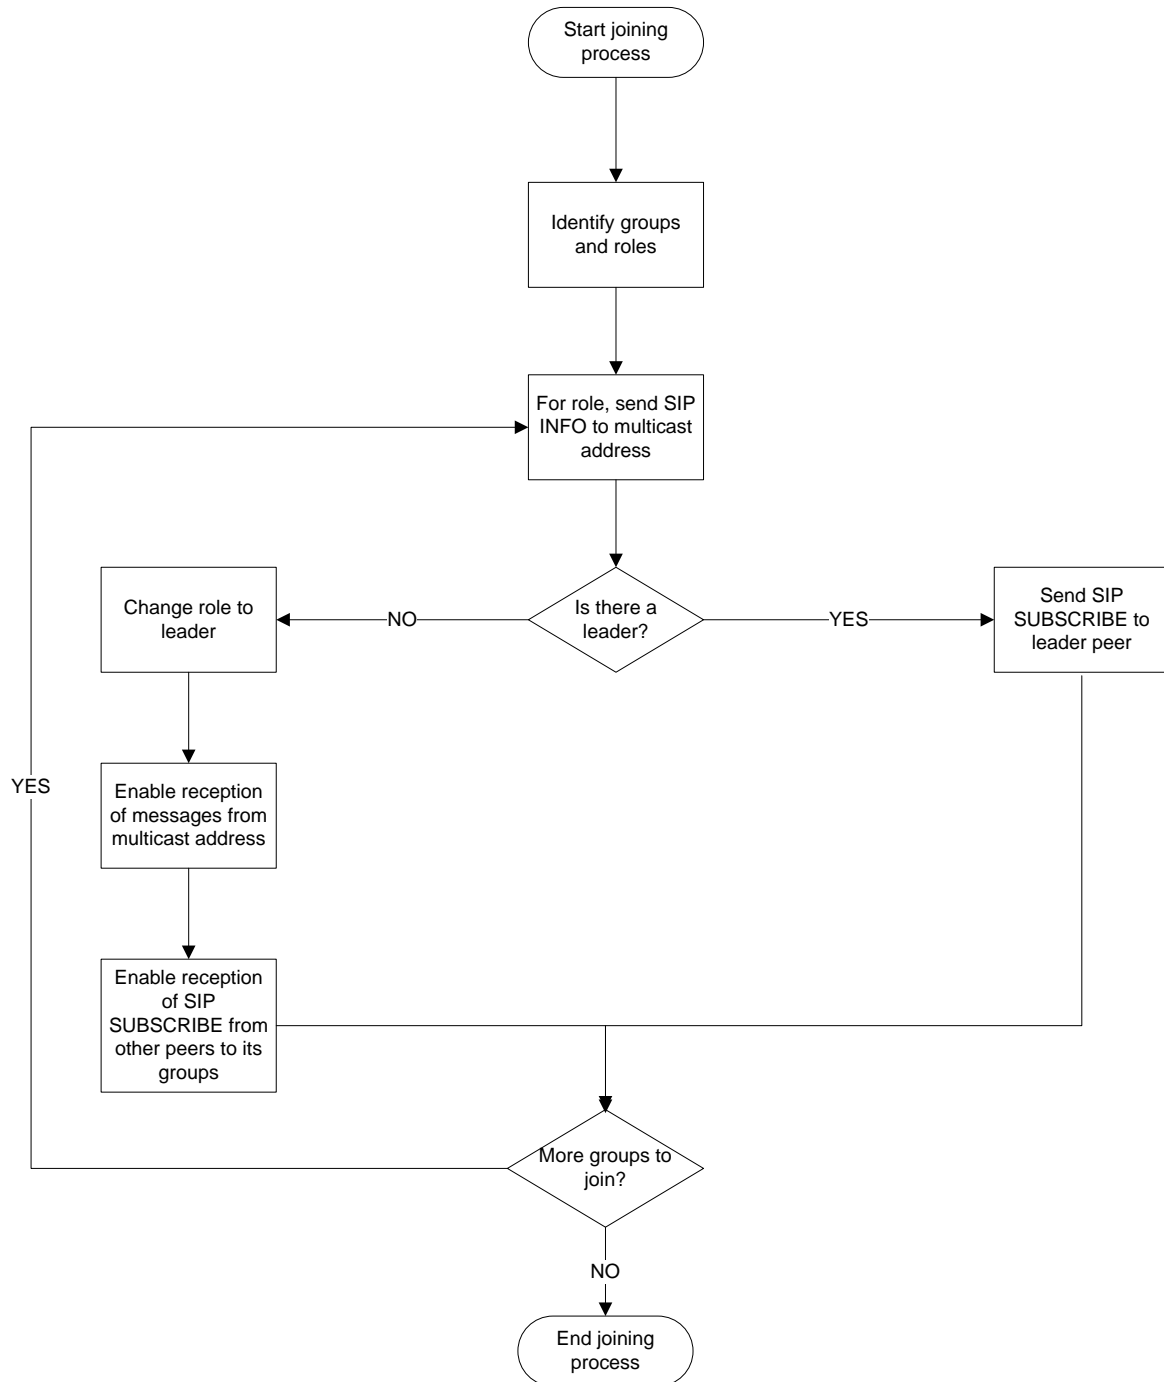 Start joining
process
Identify groups
and roles
For role, send SIP
INFO to multicast
address
Is there a
leader?
NO
YES
Change role to
leader
Send SIP
SUBSCRIBE to
leader peer
Enable reception
of messages from
multicast address
YES
Enable reception
of SIP
SUBSCRIBE from
other peers to its
groups
More groups to
join?
NO
End joining
process